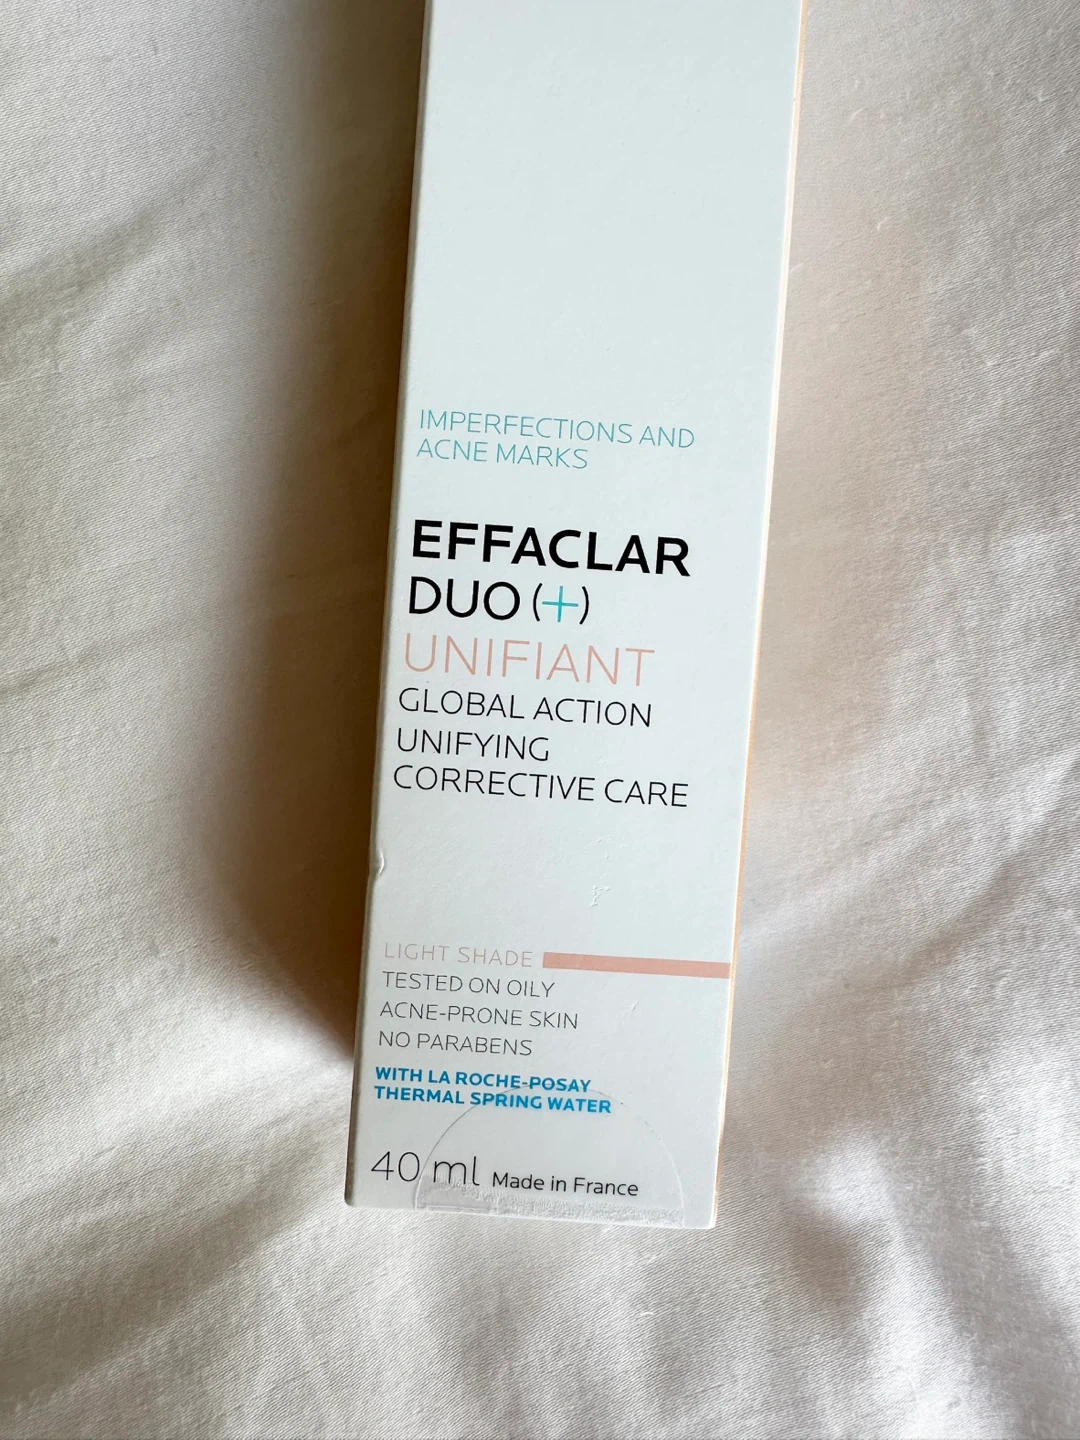 IMPERFECTIONS AND
ACNE MARKS
EFFACLAR
DUO (+)
UNIFIANT
GLOBAL ACTION
UNIFYING
CORRECTIVE CARE
LIGHT SHADE
TESTED ON OILY
ACNE-PRONE SKIN
NO PARABENS
WITH LA ROCHE-POSAY
THERMAL SPRING WATER
40 ml Made in France